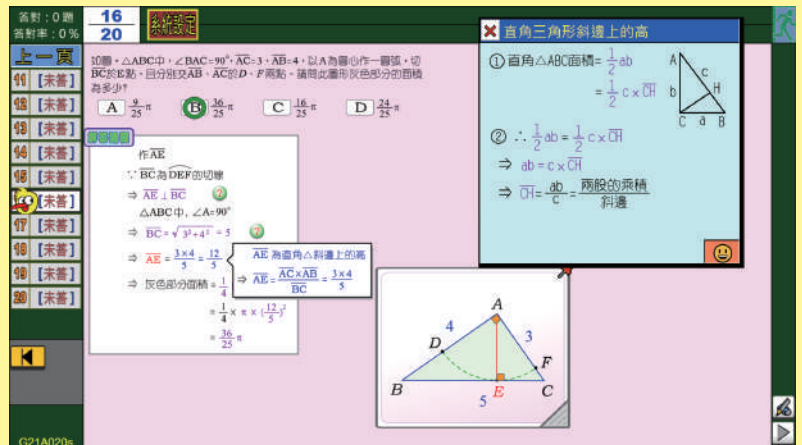 答對：0題
答對率：0%
16
20
系統設定
上一頁
11 [未答]
12 [未答]
13 [未答]
14 [未答]
15 [未答]
[未答]
17 [未答]
18 [未答]
19 [未答]
20 [未答]
G21A020s
如圖，△ABC中，∠BAC=90°，AC=3，AB=4，以A為圓心作一圓弧，切
BC於E點，且分別交AB、AC於D、F兩點。請問此圖形灰色部分的面積
為多少？
A 9/25 π B 36/25 π C 16/25 π D 24/25 π
作AE
∵ BC為DEF的切線
⇒ AE⊥BC ?
△ABC中，∠A=90°
⇒ BC=√3²+4² = 5 ?
⇒ AE = 3×4/5 = 12/5
⇒ 灰色部分面積 = 1/4
= 1/4 × π × (12/5)²
= 36/25 π
AE 為直角△斜邊上的高
⇒ AE = AC×AB/BC = 3×4/5
直角三角形斜邊上的高
① 直角△ABC面積= 1/2 ab
= 1/2 c×CH
② ∴ 1/2 ab = 1/2 c×CH
⇒ ab=c×CH
⇒ CH= ab/c = 兩股的乘積/斜邊
A
c
H
b
C a B
A
4
3
D
F
B
E
C
5